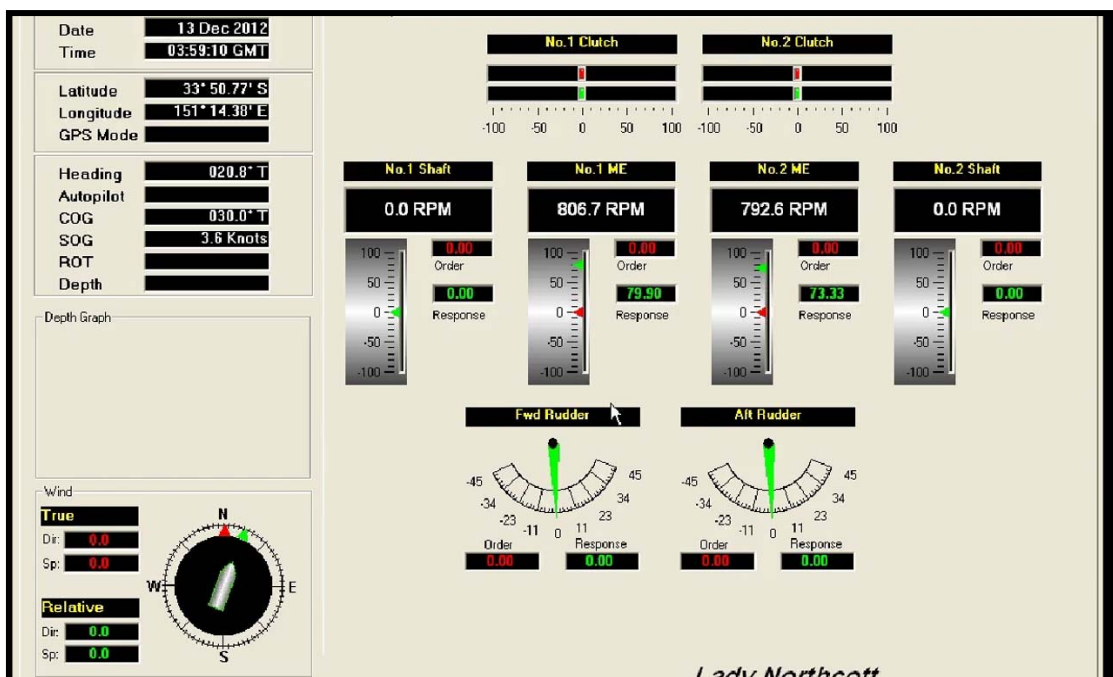 Date 13 Dec 2012
Time 03:59:10 GMT
Latitude 33° 50.77' S
Longitude 151° 14.38' E
GPS Mode
Heading 020.8° T
Autopilot
COG 030.0° T
SOG 3.6 Knots
ROT
Depth
Depth Graph
Wind
True
Dir: 0.0
Sp: 0.0
Relative
Dir: 0.0
Sp: 0.0
N
W E
S
No.1 Clutch No.2 Clutch
-100 -50 0 50 100 -100 -50 0 50 100
No.1 Shaft No.1 ME No.2 ME No.2 Shaft
0.0 RPM 806.7 RPM 792.6 RPM 0.0 RPM
100 0.00 100 0.00 100 0.00 100 0.00
Order Order Order Order
50 0.00 50 79.90 50 73.33 50 0.00
0 Response 0 Response 0 Response 0 Response
-50 -50 -50 -50
-100 -100 -100 -100
Fwd Rudder Aft Rudder
-45 -34 -23 -11 0 11 23 34 45 -45 -34 -23 -11 0 11 23 34 45
Order Response Order Response
0.00 0.00 0.00 0.00
Lady Northcott